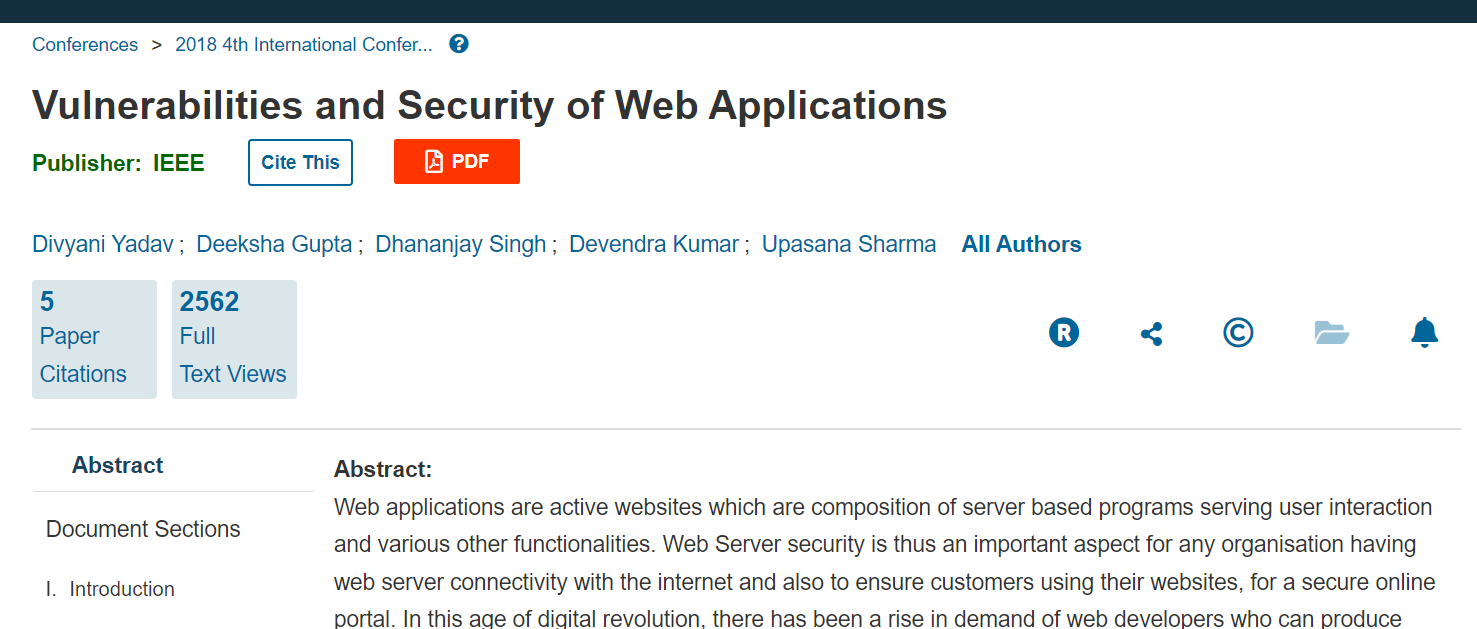 Conferences > 2018 4th International Confer... ?
Vulnerabilities and Security of Web Applications
Publisher: IEEE Cite This PDF
Divyani Yadav ; Deeksha Gupta ; Dhananjay Singh ; Devendra Kumar ; Upasana Sharma All Authors
5
Paper
Citations
2562
Full
Text Views
R
©
Abstract
Document Sections
I. Introduction
Abstract:
Web applications are active websites which are composition of server based programs serving user interaction
and various other functionalities. Web Server security is thus an important aspect for any organisation having
web server connectivity with the internet and also to ensure customers using their websites, for a secure online
portal. In this age of digital revolution, there has been a rise in demand of web developers who can produce